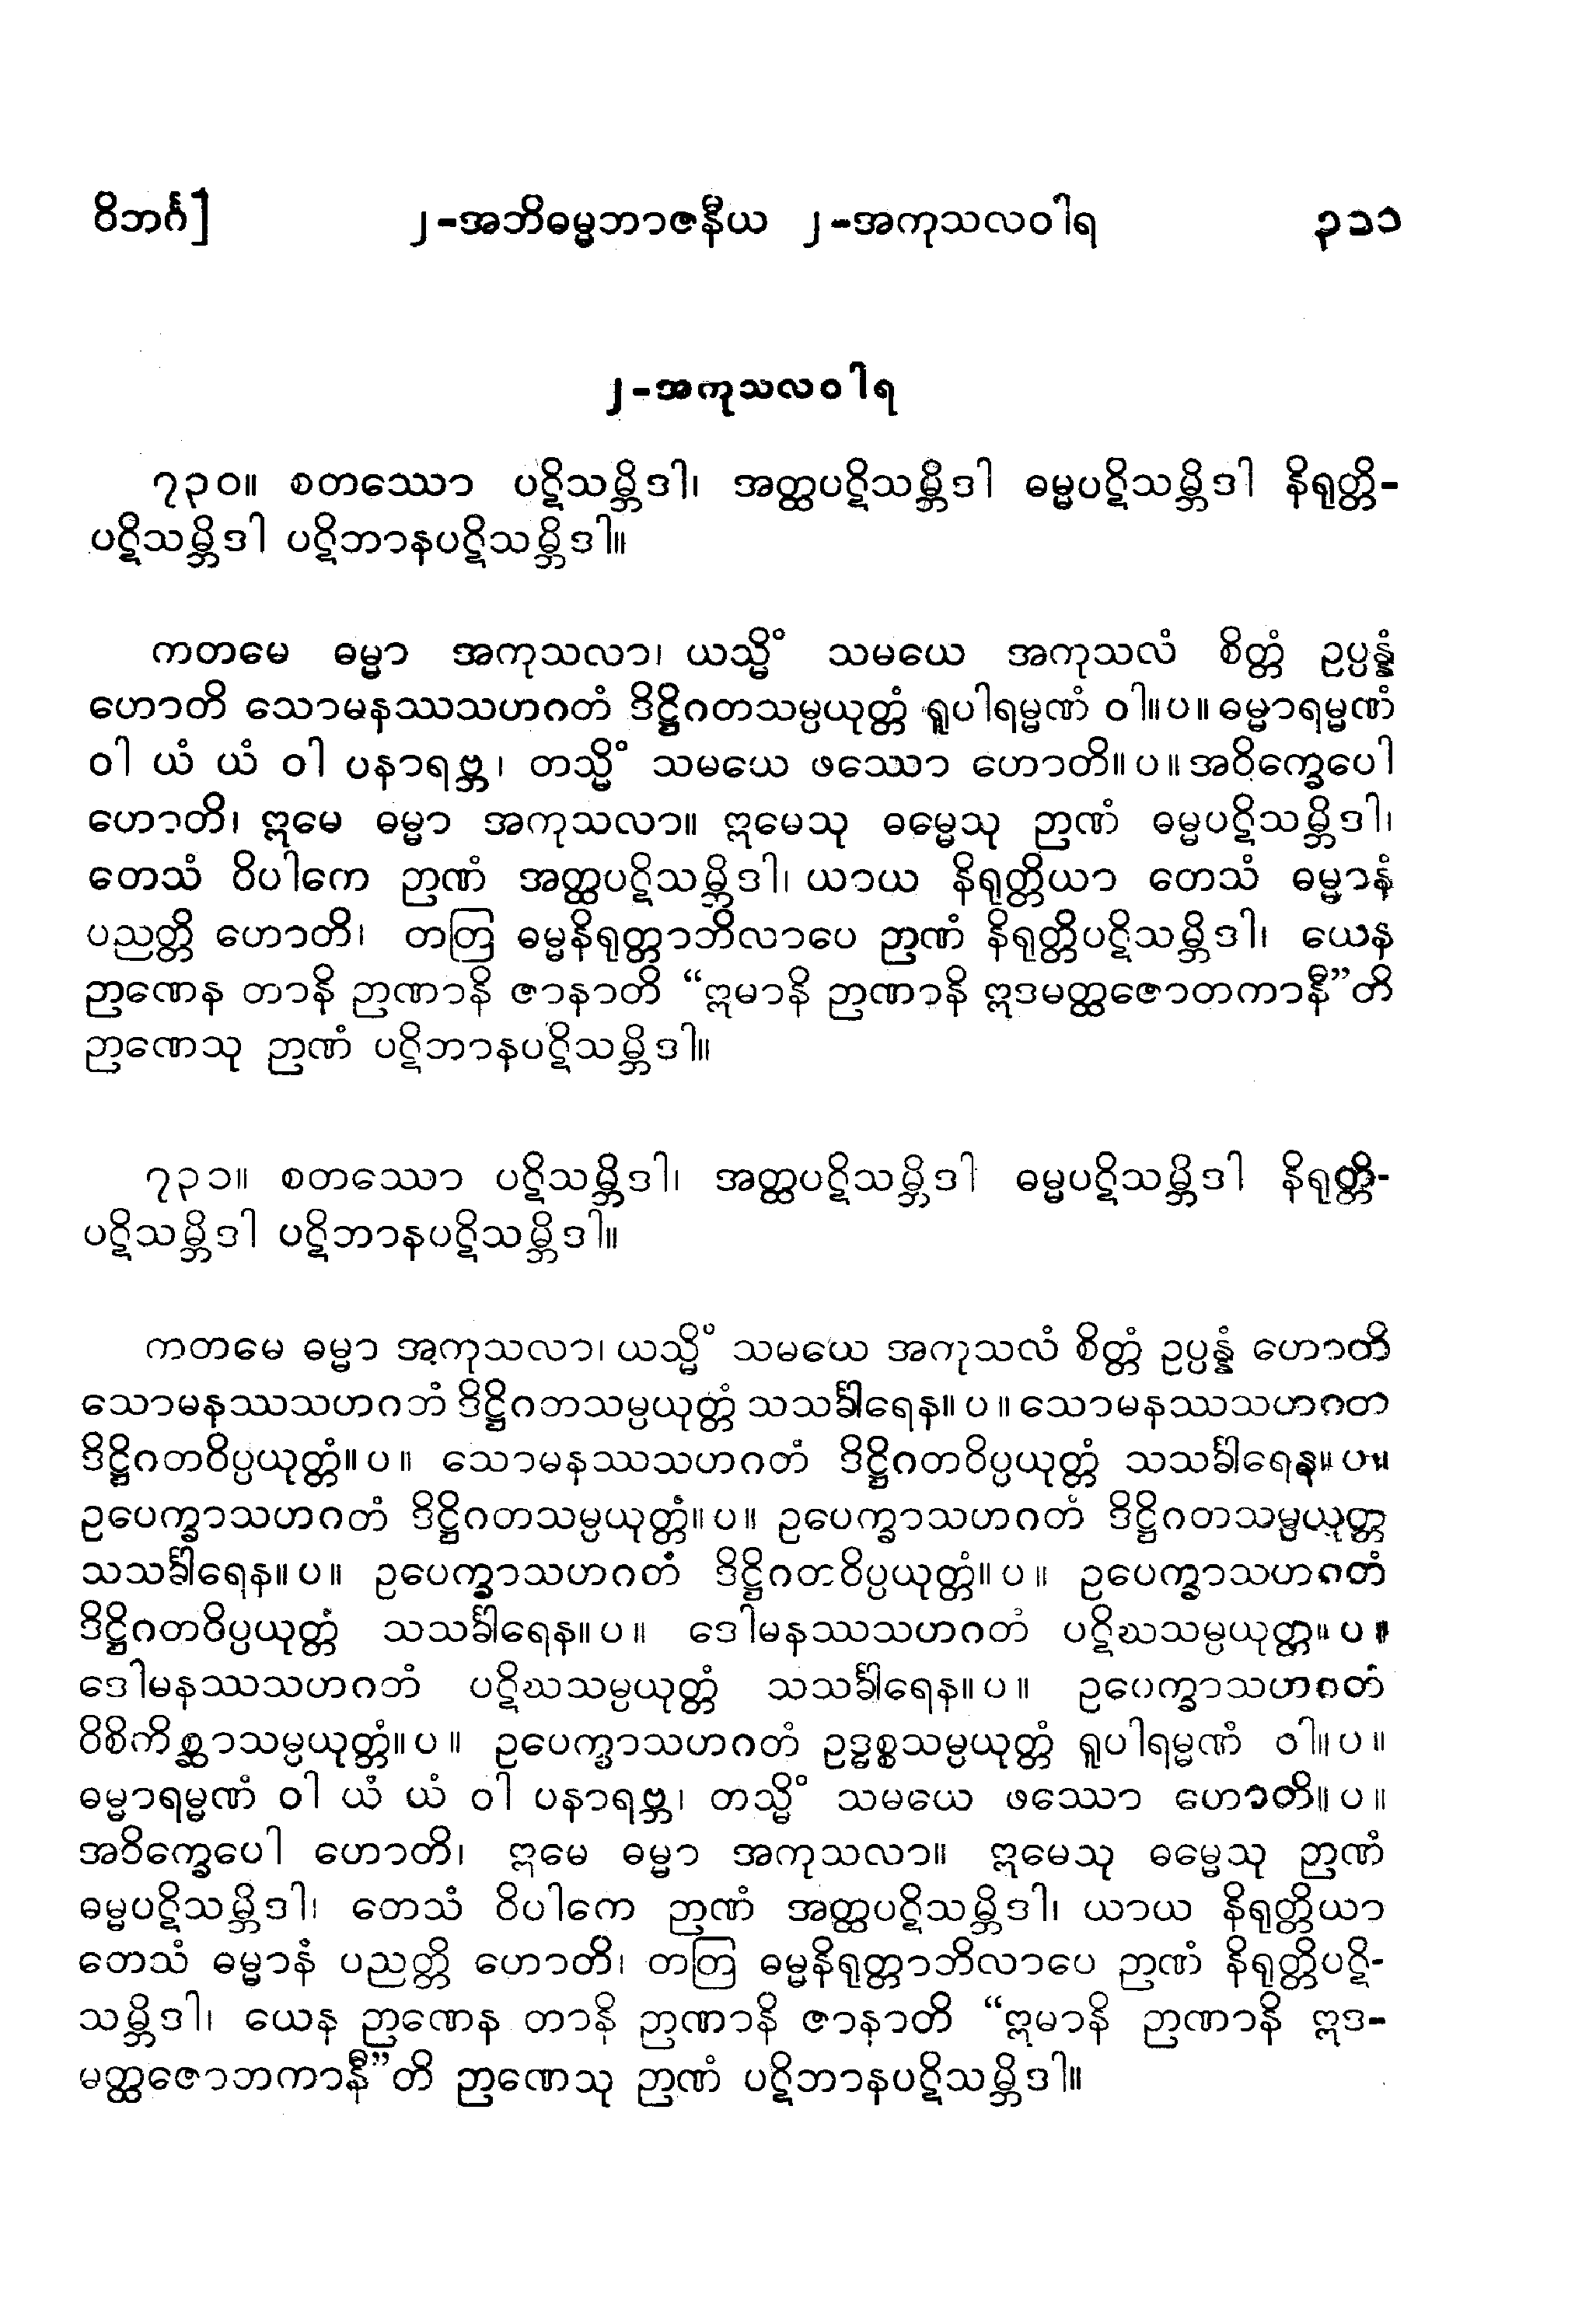 ဝိဘင်္ဂ]	၂-အဘိဓမ္မဘာဇနီယ ၂-အကုသလဝါရ	၃၁၁
၂-အကုသလဝါရ
၇၃၀။ စတဿော ပဋိသမ္ဘိဒါ၊ အတ္ထပဋိသမ္ဘိဒါ ဓမ္မပဋိသမ္ဘိဒါ နိရုတ္တိ-
ပဋိသမ္ဘိဒါ ပဋိဘာနပဋိသမ္ဘိဒါ။
ကတမေ ဓမ္မာ အကုသလာ၊ ယသ္မိံ သမယေ အကုသလံ စိတ္တံ ဥပ္ပန္နံ
ဟောတိ သောမနဿသဟဂတံ ဒိဋ္ဌိဂတသမ္ပယုတ္တံ ရူပါရမ္မဏံ ဝါ။ပ။ဓမ္မာရမ္မဏံ
ဝါ ယံ ယံ ဝါ ပနာရဗ္ဘ၊ တသ္မိံ သမယေ ဖဿော ဟောတိ။ပ။အဝိက္ခေပေါ
ဟောတိ၊ ဣမေ ဓမ္မာ အကုသလာ။ ဣမေသု ဓမ္မေသု ဉာဏံ ဓမ္မပဋိသမ္ဘိဒါ၊
တေသံ ဝိပါကေ ဉာဏံ အတ္ထပဋိသမ္ဘိဒါ၊ ယာယ နိရုတ္တိယာ တေသံ ဓမ္မာနံ
ပညတ္တိ ဟောတိ၊ တတြ ဓမ္မနိရုတ္တာဘိလာပေ ဉာဏံ နိရုတ္တိပဋိသမ္ဘိဒါ၊ ယေန
ဉာဏေန တာနိ ဉာဏာနိ ဇာနာတိ “ဣမာနိ ဉာဏာနိ ဣဒမတ္ထဇောတကာနီ”တိ
ဉာဏေသု ဉာဏံ ပဋိဘာနပဋိသမ္ဘိဒါ။
၇၃၁။ စတဿော ပဋိသမ္ဘိဒါ၊ အတ္ထပဋိသမ္ဘိဒါ ဓမ္မပဋိသမ္ဘိဒါ နိရုတ္တိ-
ပဋိသမ္ဘိဒါ ပဋိဘာနပဋိသမ္ဘိဒါ။
ကတမေ ဓမ္မာ အကုသလာ၊ ယသ္မိံ သမယေ အကုသလံ စိတ္တံ ဥပ္ပန္နံ ဟောတိ
သောမနဿသဟဂတံ ဒိဋ္ဌိဂတသမ္ပယုတ္တံ သသင်္ခါရေန။ပ။သောမနဿသဟဂတ
ဒိဋ္ဌိဂတဝိပ္ပယုတ္တံ။ပ။ သောမနဿသဟဂတံ ဒိဋ္ဌိဂတဝိပ္ပယုတ္တံ သသင်္ခါရေန။ပ။
ဥပေက္ခာသဟဂတံ ဒိဋ္ဌိဂတသမ္ပယုတ္တံ။ပ။ ဥပေက္ခာသဟဂတံ ဒိဋ္ဌိဂတသမ္ပယုတ္တ
သသင်္ခါရေန။ပ။ ဥပေက္ခာသဟဂတံ ဒိဋ္ဌိဂတဝိပ္ပယုတ္တံ။ပ။ ဥပေက္ခာသဟဂတံ
ဒိဋ္ဌိဂတဝိပ္ပယုတ္တံ သသင်္ခါရေန။ပ။ ဒေါမနဿသဟဂတံ ပဋိဃသမ္ပယုတ္တ။ပ။
ဒေါမနဿသဟဂတံ ပဋိဃသမ္ပယုတ္တံ သသင်္ခါရေန။ပ။ ဥပေက္ခာသဟဂတံ
ဝိစိကိစ္ဆာသမ္ပယုတ္တံ။ပ။ ဥပေက္ခာသဟဂတံ ဥဒ္ဓစ္စသမ္ပယုတ္တံ ရူပါရမ္မဏံ ဝါ။ပ။
ဓမ္မာရမ္မဏံ ဝါ ယံ ယံ ဝါ ပနာရဗ္ဘ၊ တသ္မိံ သမယေ ဖဿော ဟောတိ။ပ။
အဝိက္ခေပေါ ဟောတိ၊ ဣမေ ဓမ္မာ အကုသလာ။ ဣမေသု ဓမ္မေသု ဉာဏံ
ဓမ္မပဋိသမ္ဘိဒါ၊ တေသံ ဝိပါကေ ဉာဏံ အတ္ထပဋိသမ္ဘိဒါ၊ ယာယ နိရုတ္တိယာ
တေသံ ဓမ္မာနံ ပညတ္တိ ဟောတိ၊ တတြ ဓမ္မနိရုတ္တာဘိလာပေ ဉာဏံ နိရုတ္တိပဋိ-
သမ္ဘိဒါ၊ ယေန ဉာဏေန တာနိ ဉာဏာနိ ဇာနာတိ “ဣမာနိ ဉာဏာနိ ဣဒ-
မတ္ထဇောတကာနီ”တိ ဉာဏေသု ဉာဏံ ပဋိဘာနပဋိသမ္ဘိဒါ။